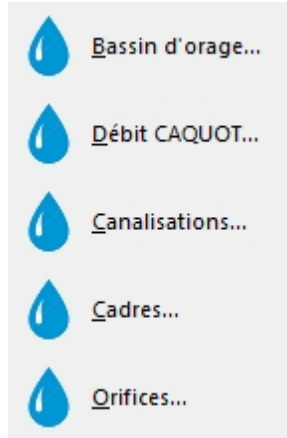 Bassin d'orage...
Débit CAQUOT...
Canalisations...
Cadres...
Orifices...